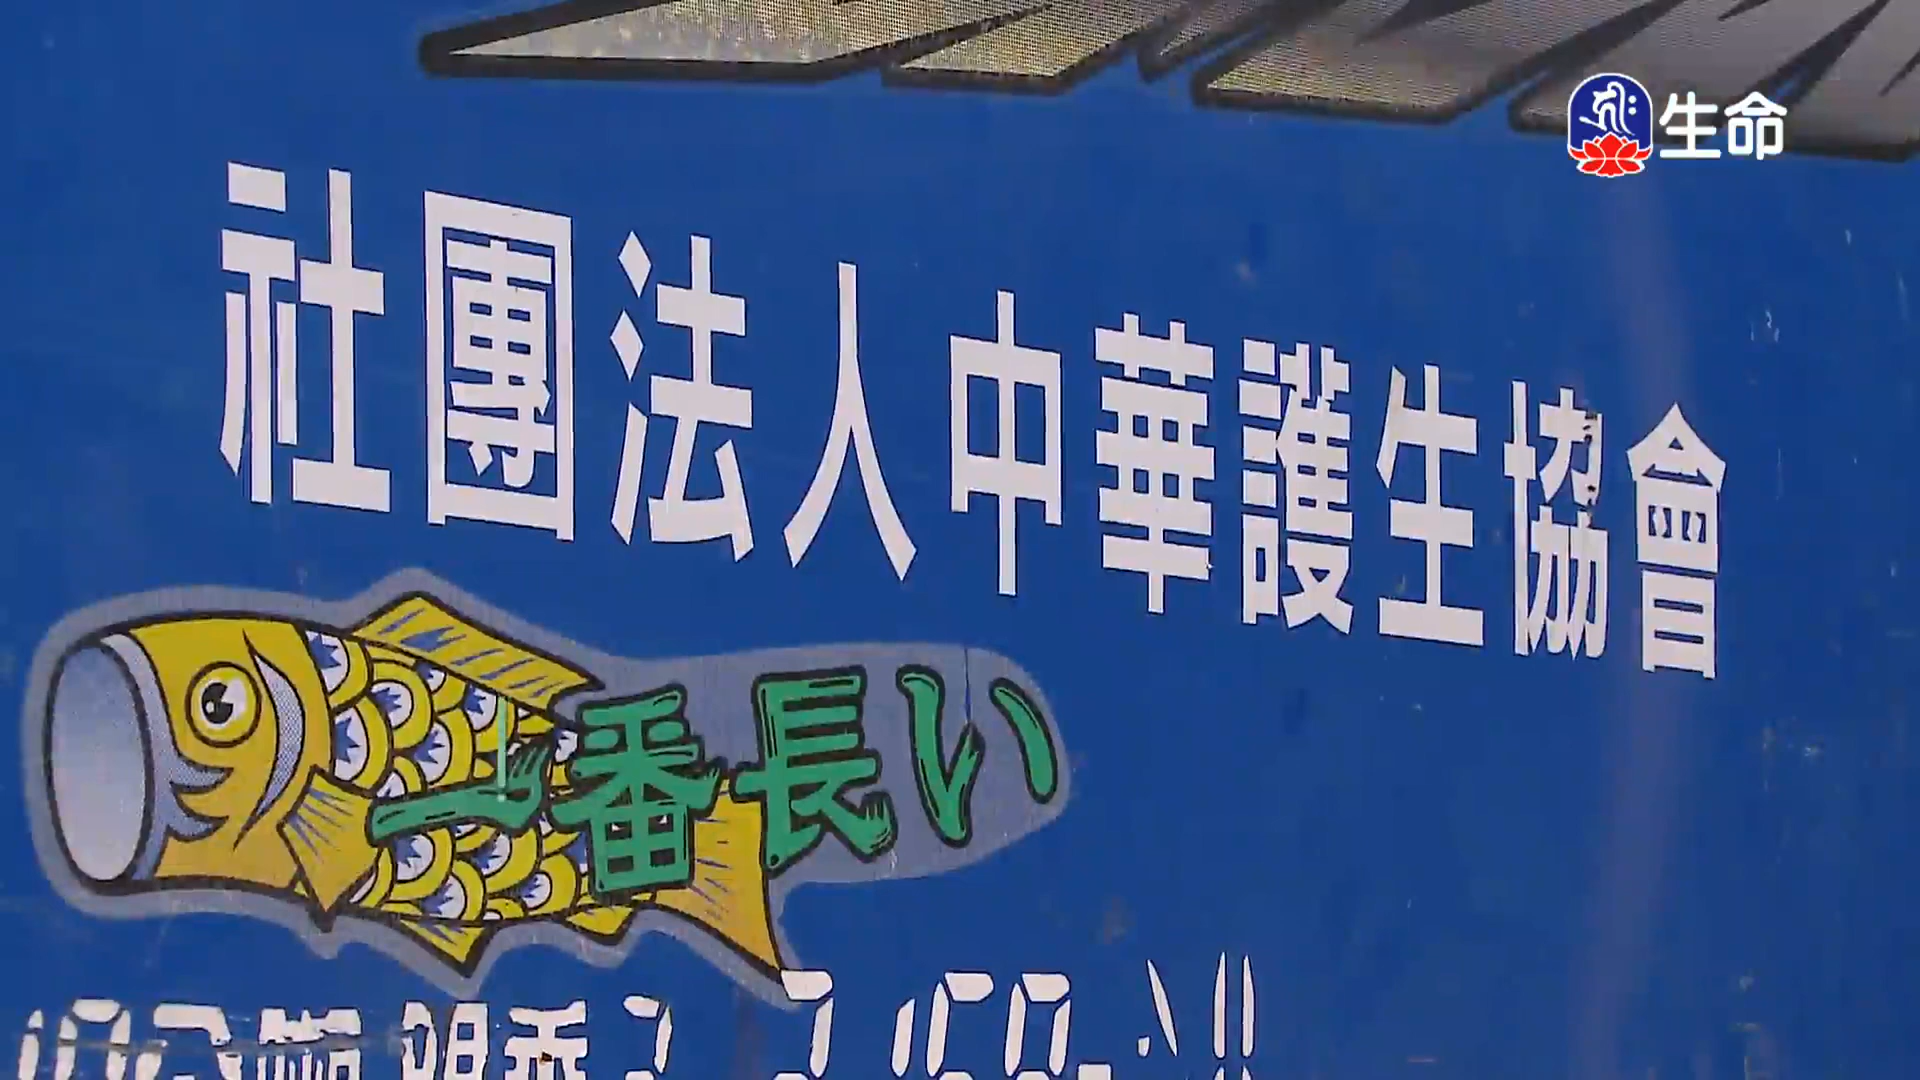 生命
社團法人中華護生協會
一番長い